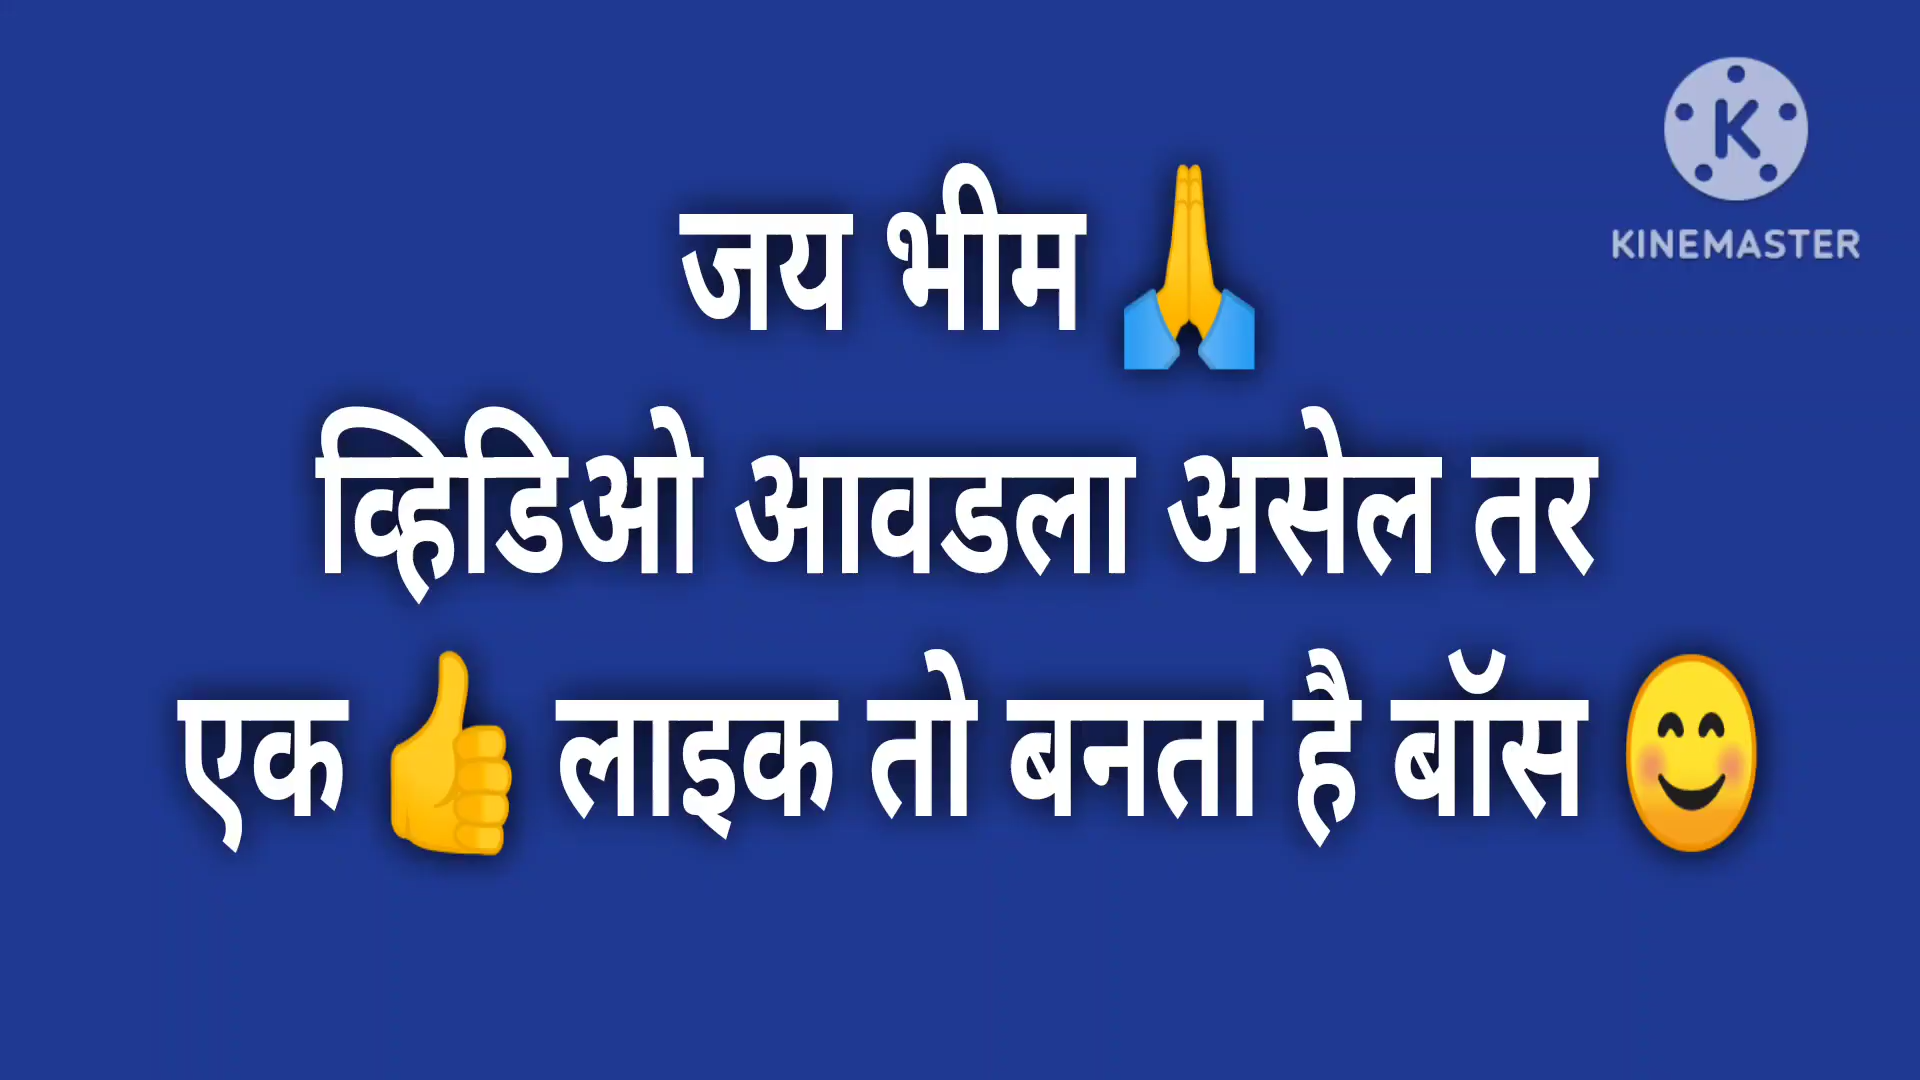 KINEMASTER
जय भीम 🙏
व्हिडिओ आवडला असेल तर
एक 👍 लाइक तो बनता है बॉस 😊